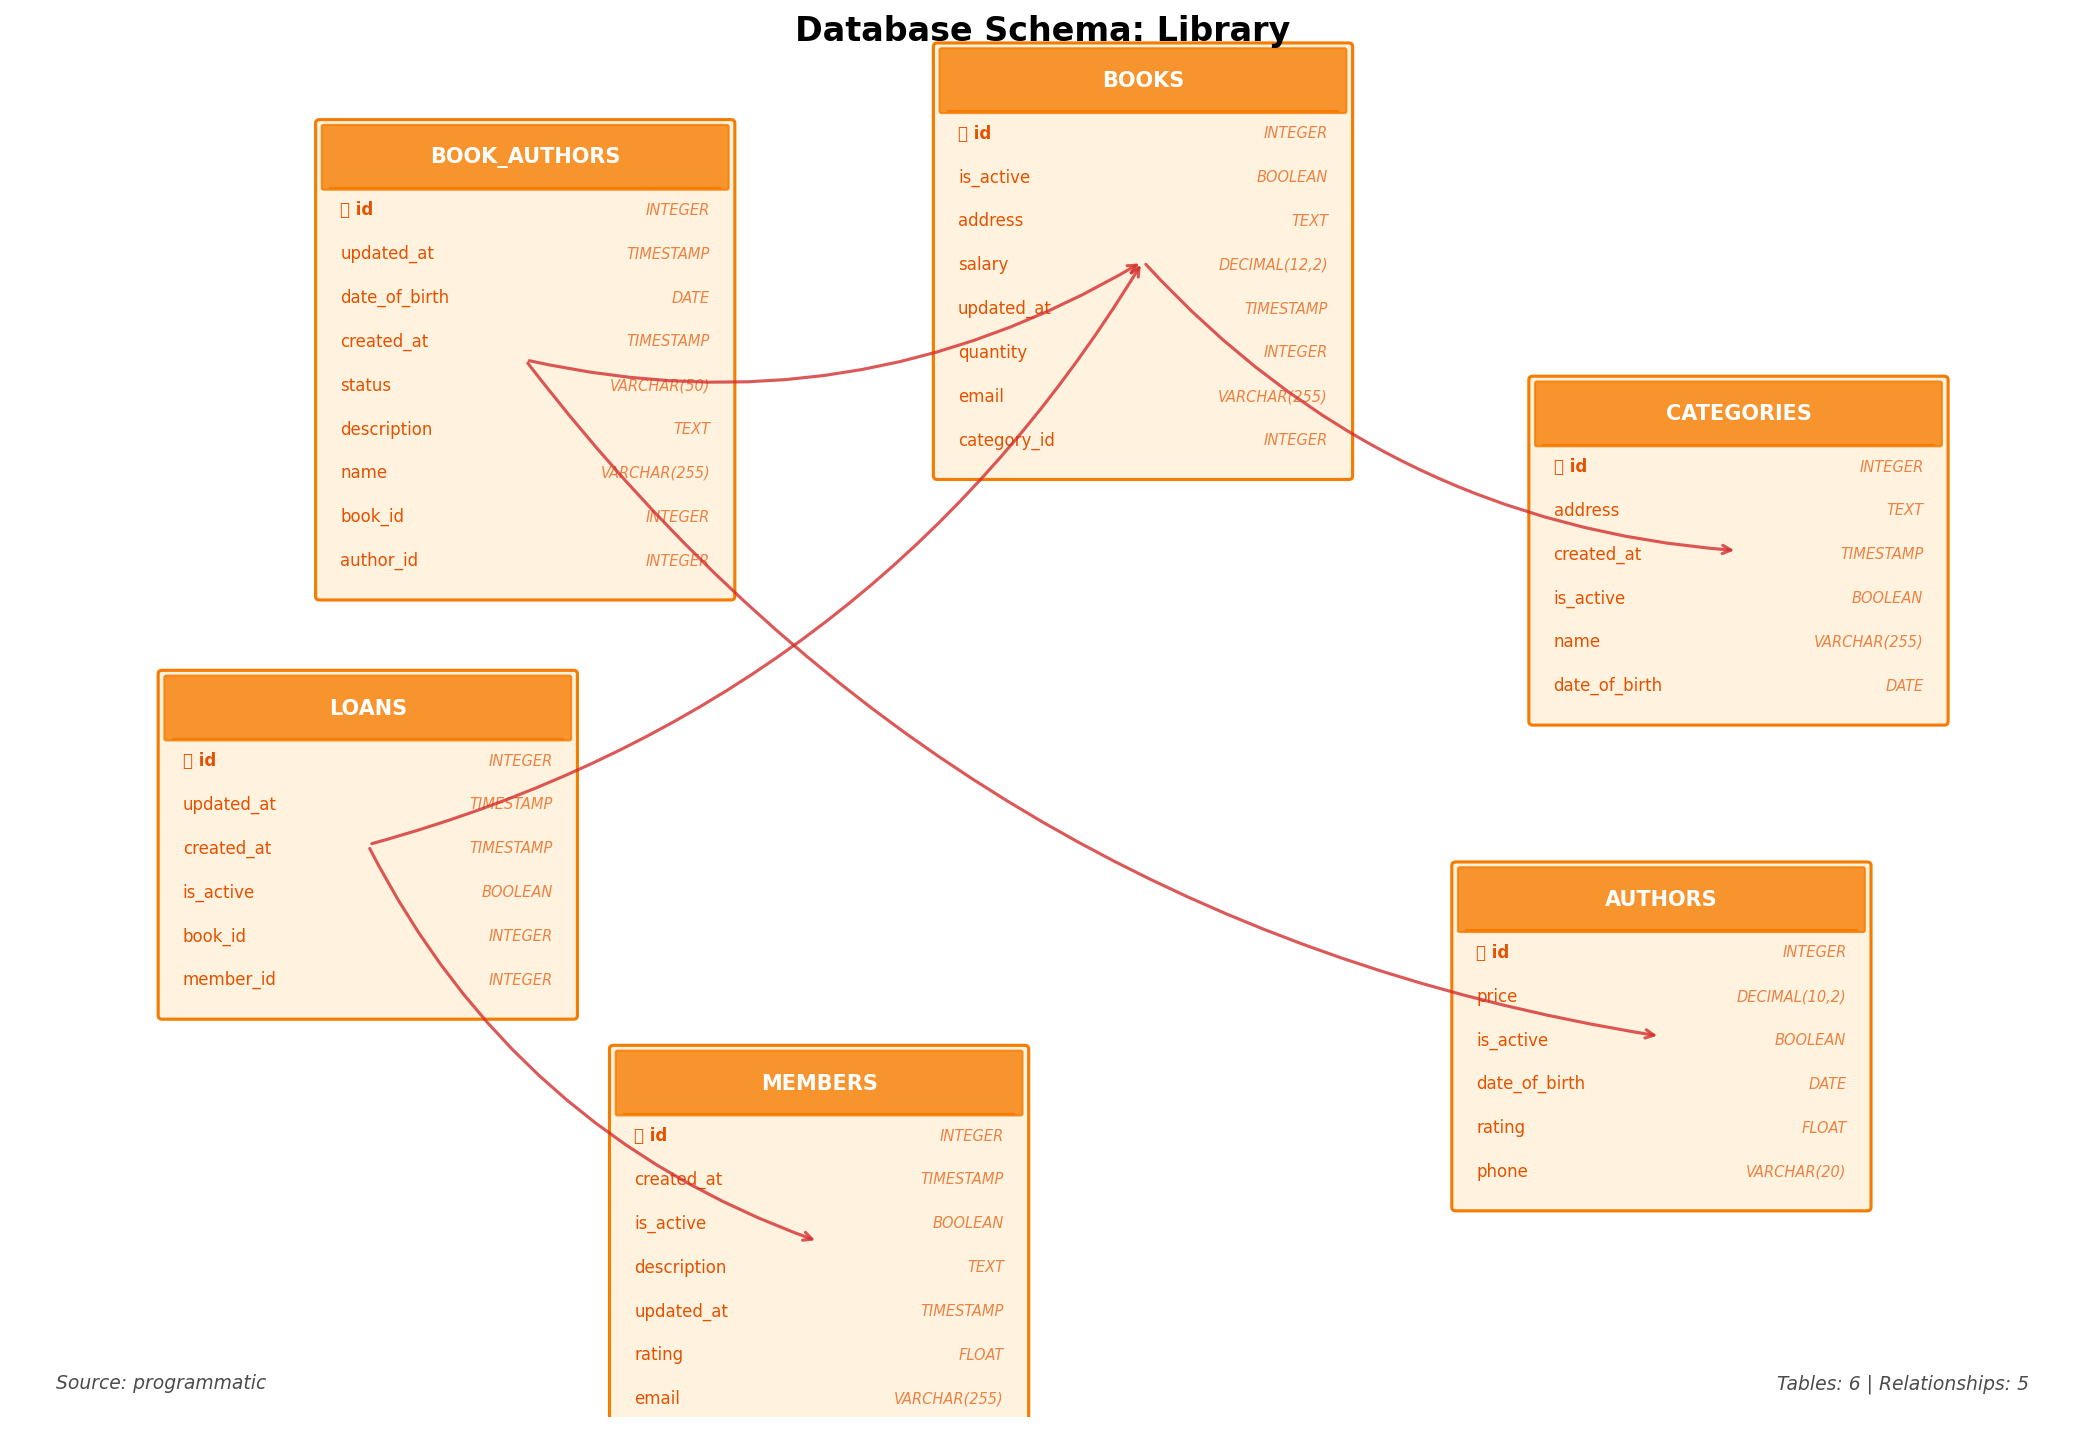 Database Schema: Library
BOOKS
id INTEGER
is_active BOOLEAN
address TEXT
salary DECIMAL(12,2)
updated_at TIMESTAMP
quantity INTEGER
email VARCHAR(255)
category_id INTEGER
BOOK_AUTHORS
id INTEGER
updated_at TIMESTAMP
date_of_birth DATE
created_at TIMESTAMP
status VARCHAR(50)
description TEXT
name VARCHAR(255)
book_id INTEGER
author_id INTEGER
CATEGORIES
id INTEGER
address TEXT
created_at TIMESTAMP
is_active BOOLEAN
name VARCHAR(255)
date_of_birth DATE
LOANS
id INTEGER
updated_at TIMESTAMP
created_at TIMESTAMP
is_active BOOLEAN
book_id INTEGER
member_id INTEGER
AUTHORS
id INTEGER
price DECIMAL(10,2)
is_active BOOLEAN
date_of_birth DATE
rating FLOAT
phone VARCHAR(20)
MEMBERS
id INTEGER
created_at TIMESTAMP
is_active BOOLEAN
description TEXT
updated_at TIMESTAMP
rating FLOAT
email VARCHAR(255)
Source: programmatic
Tables: 6 | Relationships: 5